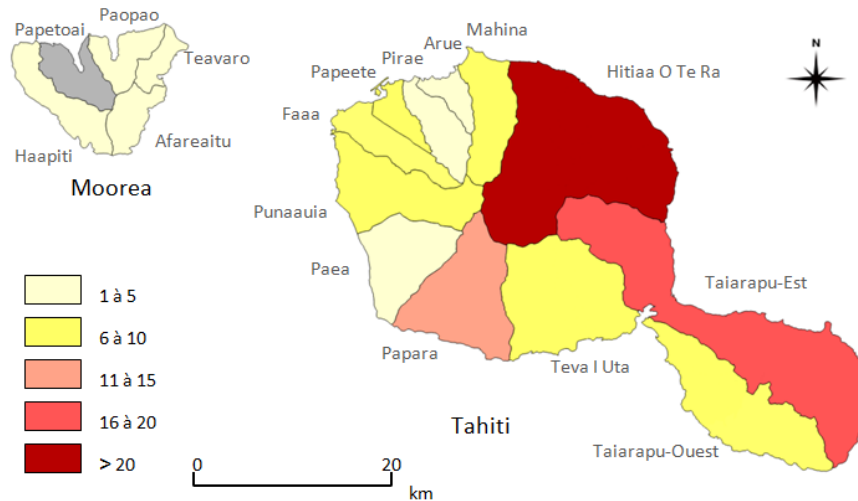 Paopao
Papetoai
Teavaro
Afareaitu
Haapiti
Moorea
Mahina
Arue
Pirae
Papeete
Faaa
Hitiaa O Te Ra
N
Punaauia
Paea
Papara
Teva I Uta
Taiarapu-Est
Taiarapu-Ouest
Tahiti
1 à 5
6 à 10
11 à 15
16 à 20
> 20
0 20
km